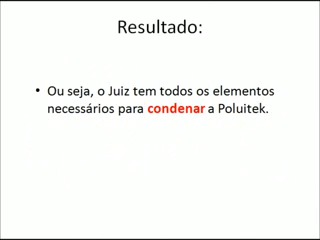 Resultado:
• Ou seja, o Juiz tem todos os elementos
necessários para condenar a Poluitek.